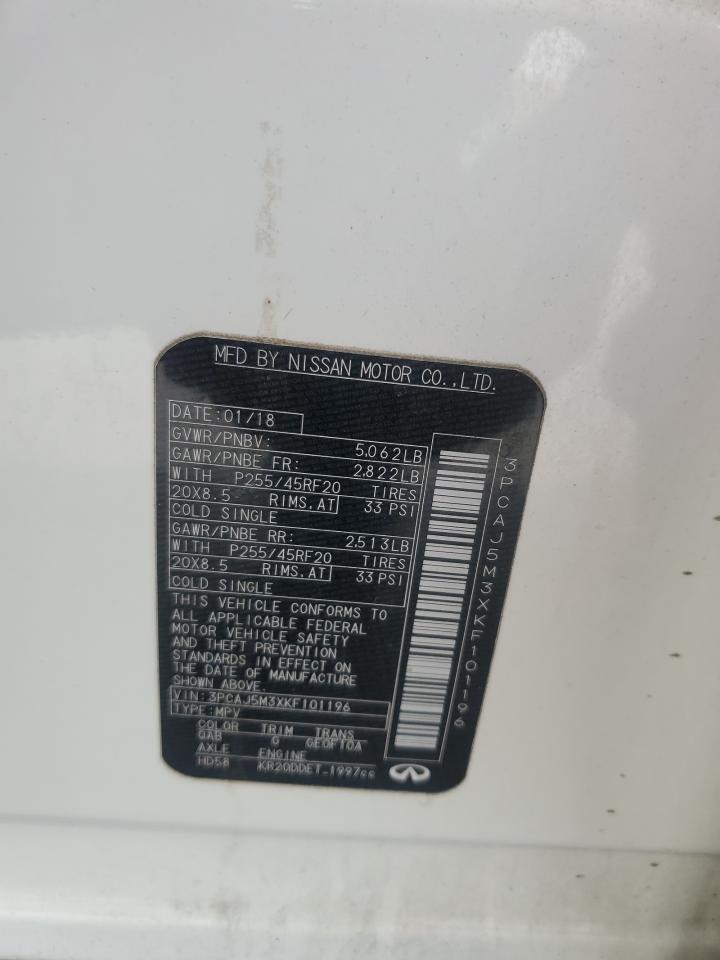 MFD BY NISSAN MOTOR CO.,LTD.
DATE:01/18
GVWR/PNBV: 5,062LB
GAWR/PNBE FR: 2,822LB
WITH P255/45RF20 TIRES
20X8.5 RIMS.AT 33 PSI
COLD SINGLE
GAWR/PNBE RR: 2,513LB
WITH P255/45RF20 TIRES
20X8.5 RIMS.AT 33 PSI
COLD SINGLE
THIS VEHICLE CONFORMS TO
ALL APPLICABLE FEDERAL
MOTOR VEHICLE SAFETY
AND THEFT PREVENTION
STANDARDS IN EFFECT ON
THE DATE OF MANUFACTURE
SHOWN ABOVE.
VIN:3PCAJ5M3XKF101196
TYPE:MPV
COLOR TRIM TRANS
QAB G GEOFTOA
AXLE ENGINE
HD58 KR20DDET-1997cc
3PCAJ5M3XKF101196